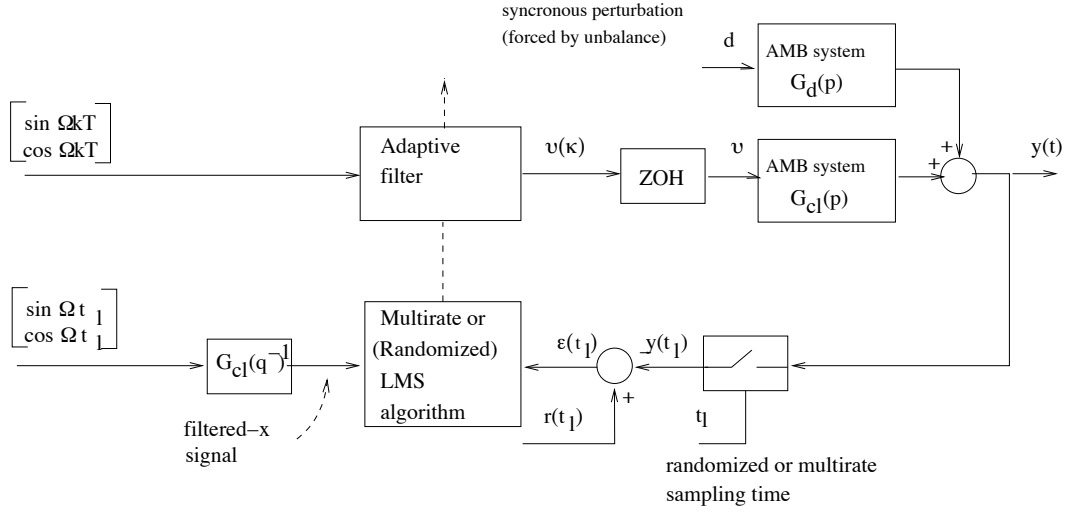 syncronous perturbation
(forced by unbalance)
d
AMB system
G_d(p)
sin ΩkT
cos ΩkT
Adaptive
filter
υ(κ)
ZOH
υ
AMB system
G_cl(p)
+
+
y(t)
sin Ω t_l
cos Ω t_l
G_cl(q^-1)
Multirate or
(Randomized)
LMS
algorithm
ε(t_l)
−
y(t_l)
+
r(t_l)
t_l
filtered−x
signal
randomized or multirate
sampling time